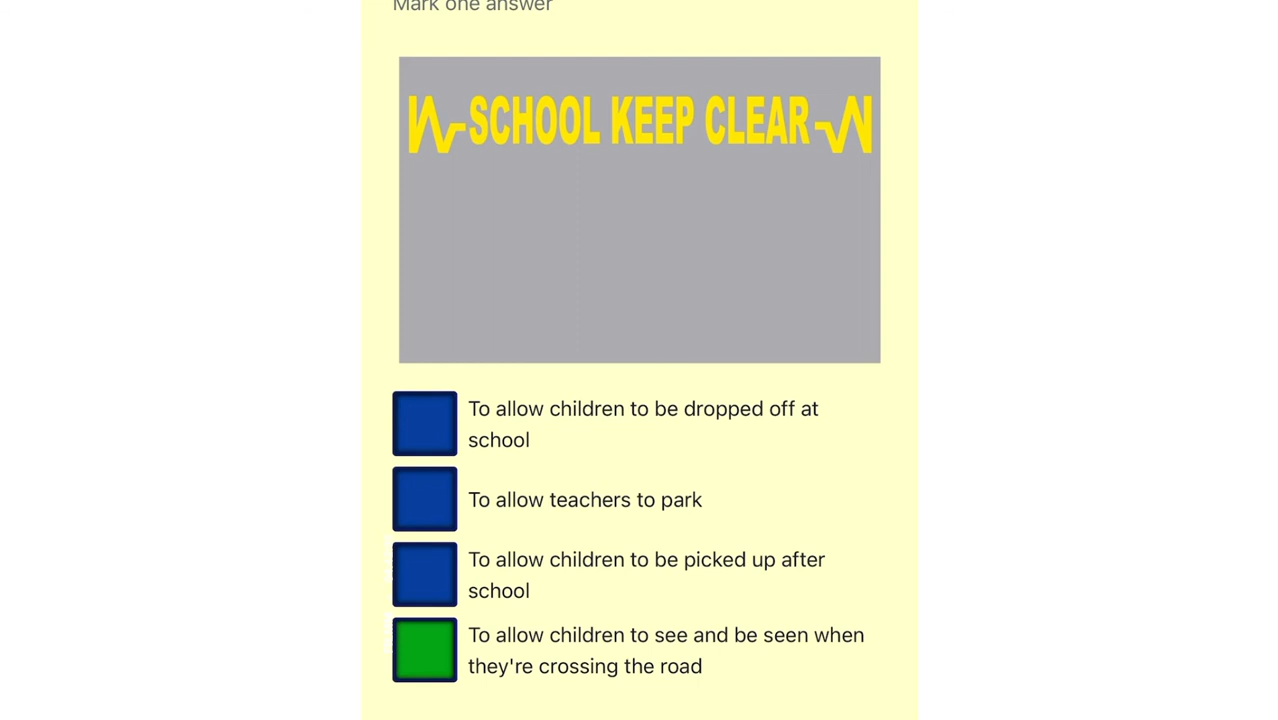 Mark one answer
SCHOOL KEEP CLEAR
To allow children to be dropped off at
school
To allow teachers to park
To allow children to be picked up after
school
To allow children to see and be seen when
they're crossing the road